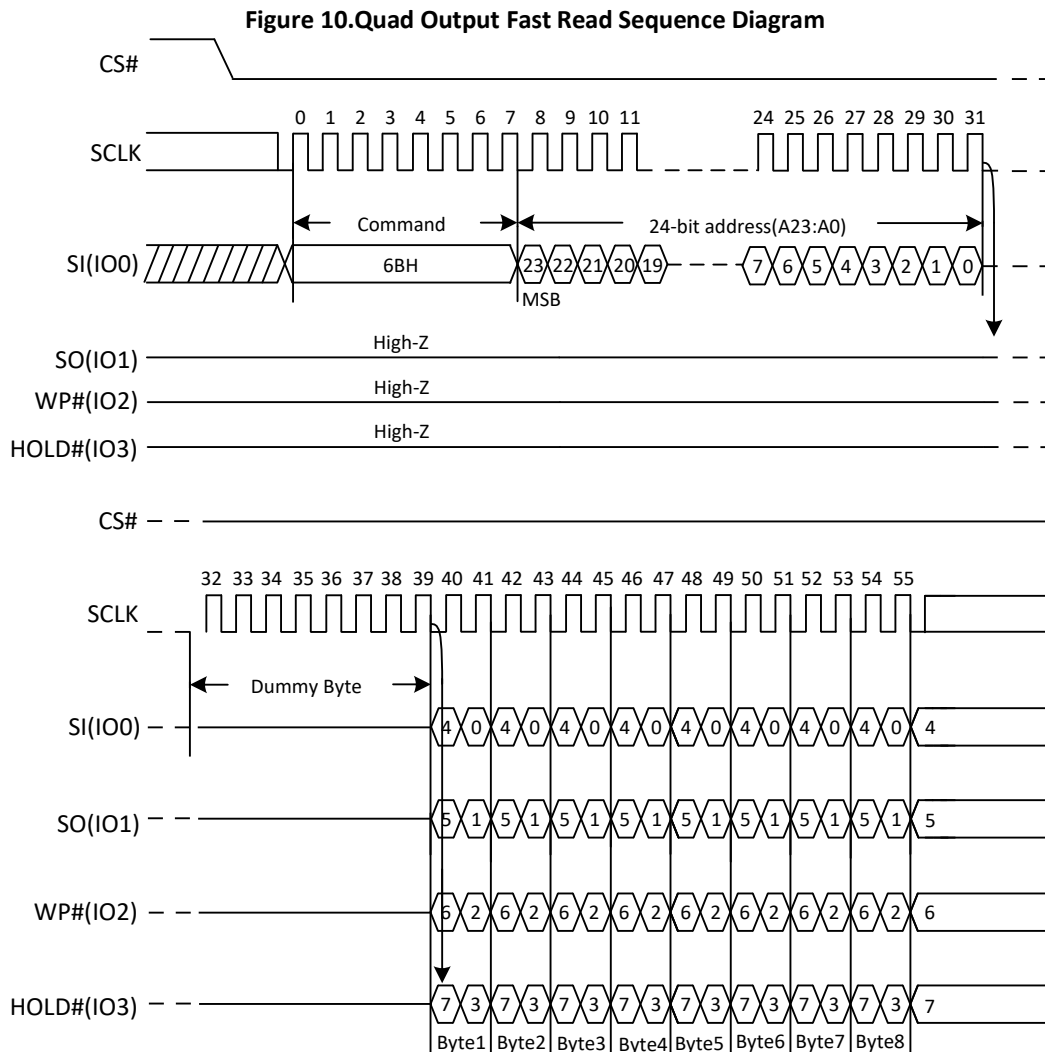 Figure 10.Quad Output Fast Read Sequence Diagram
CS#
0 1 2 3 4 5 6 7 8 9 10 11 24 25 26 27 28 29 30 31
SCLK
Command 24-bit address(A23:A0)
SI(IO0) 6BH 23 22 21 20 19 7 6 5 4 3 2 1 0
MSB
High-Z
SO(IO1)
High-Z
WP#(IO2)
High-Z
HOLD#(IO3)
CS#
32 33 34 35 36 37 38 39 40 41 42 43 44 45 46 47 48 49 50 51 52 53 54 55
SCLK
Dummy Byte
SI(IO0) 4 0 4 0 4 0 4 0 4 0 4 0 4 0 4 0 4
SO(IO1) 5 1 5 1 5 1 5 1 5 1 5 1 5 1 5 1 5
WP#(IO2) 6 2 6 2 6 2 6 2 6 2 6 2 6 2 6 2 6
HOLD#(IO3) 7 3 7 3 7 3 7 3 7 3 7 3 7 3 7 3 7
Byte1 Byte2 Byte3 Byte4 Byte5 Byte6 Byte7 Byte8